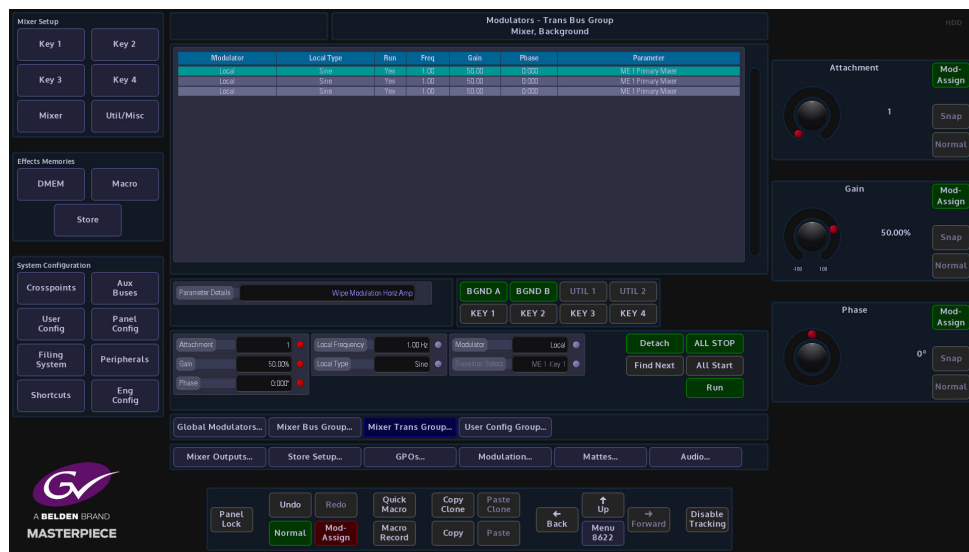 Mixer Setup
Key 1
Key 2
Key 3
Key 4
Mixer
Util/Misc
Effects Memories
DMEM
Macro
Store
System Configuration
Crosspoints
Aux
Buses
User
Config
Panel
Config
Filing
System
Peripherals
Shortcuts
Eng
Config
A BELDEN BRAND
MASTERPIECE
Modulators - Trans Bus Group
Mixer, Background
Modulator Local Type Run Freq Gain Phase Parameter
Local Sine Yes 1.00 50.00 0.000 ME 1 Primary Mixer
Local Sine Yes 1.00 50.00 0.000 ME 1 Primary Mixer
Local Sine Yes 1.00 50.00 0.000 ME 1 Primary Mixer
Parameter Details Wipe Modulation Horiz Amp
BGND A BGND B UTIL 1 UTIL 2
KEY 1 KEY 2 KEY 3 KEY 4
Attachment 1 Local Frequency 1.00 Hz Modulator Local
Gain 50.00% Local Type Sine Transition Select ME 1 Key 1
Phase 0.000°
Detach ALL STOP
Find Next All Start
Run
Global Modulators... Mixer Bus Group... Mixer Trans Group... User Config Group...
Mixer Outputs... Store Setup... GPOs... Modulation... Mattes... Audio...
Panel
Lock
Undo
Redo
Normal
Mod-
Assign
Quick
Macro
Macro
Record
Copy
Clone
Paste
Clone
Copy
Paste
Back
Up
Menu
8622
Forward
Disable
Tracking
HDD
Attachment
1
Mod-
Assign
Snap
Normal
Gain
-100 100
50.00%
Mod-
Assign
Snap
Normal
Phase
0°
Mod-
Assign
Snap
Normal